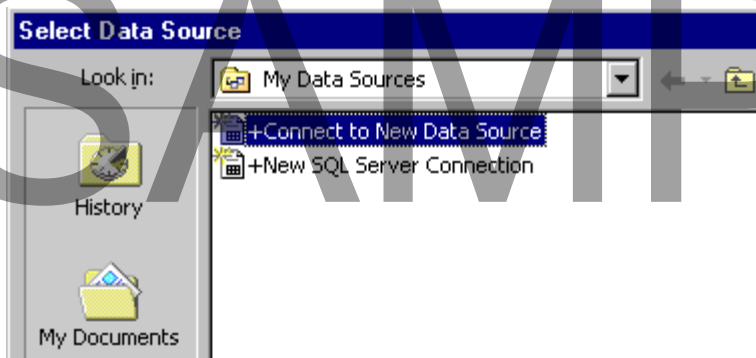 Select Data Source
Look in:
My Data Sources
+Connect to New Data Source
+New SQL Server Connection
History
My Documents
SAM